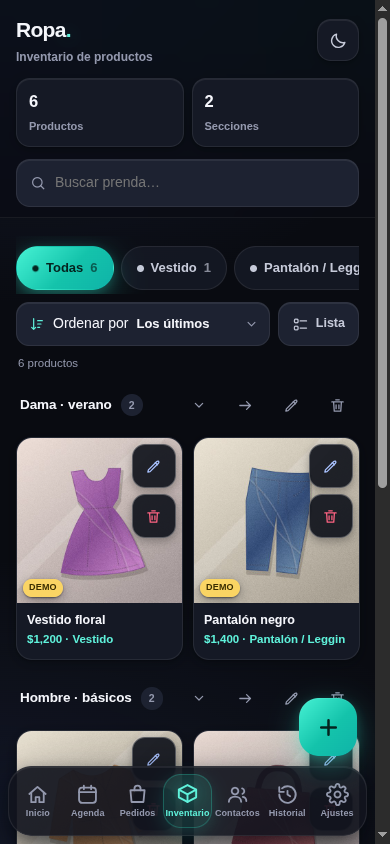 Ropa.
Inventario de productos
6
Productos
2
Secciones
Buscar prenda…
Todas 6
Vestido 1
Pantalón / Legg
Ordenar por Los últimos
Lista
6 productos
Dama · verano 2
DEMO
DEMO
Vestido floral
$1,200 · Vestido
Pantalón negro
$1,400 · Pantalón / Leggin
Hombre · básicos 2
Inicio
Agenda
Pedidos
Inventario
Contactos
Historial
Ajustes